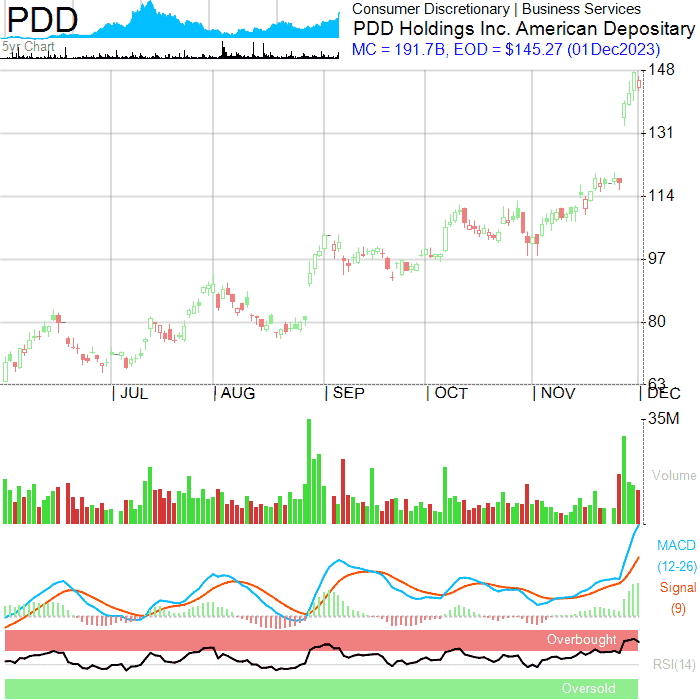 PDD
5yr Chart
Consumer Discretionary | Business Services
PDD Holdings Inc. American Depositary
MC = 191.7B, EOD = $145.27 (01Dec2023)
148
131
114
97
80
63
JUL
AUG
SEP
OCT
NOV
DEC
35M
Volume
MACD
(12-26)
Signal
(9)
Overbought
RSI(14)
Oversold